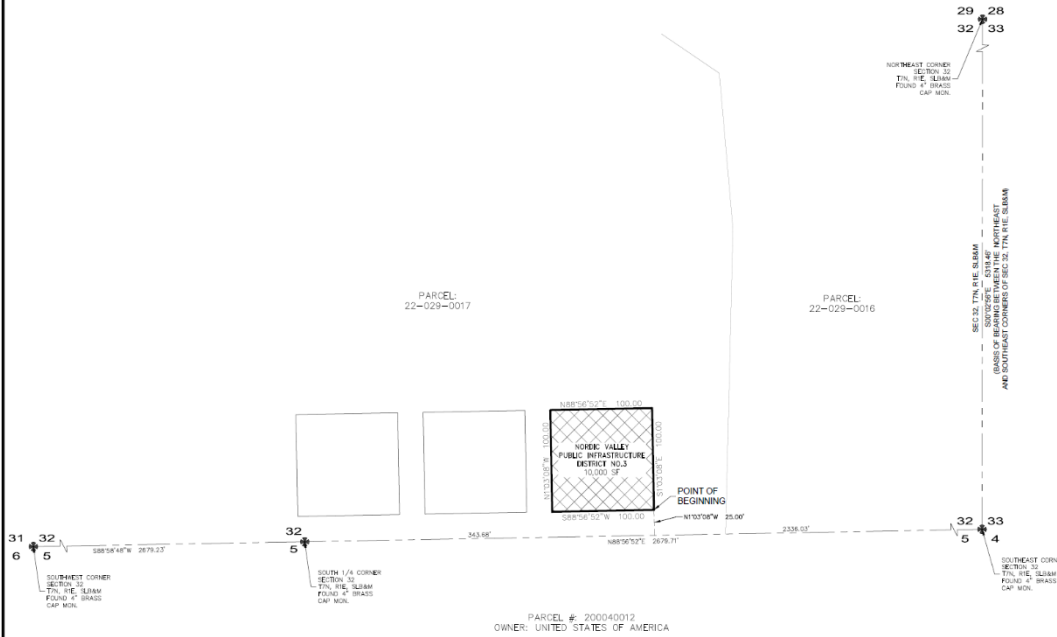 29 28
32 33
NORTHEAST CORNER
SECTION 32
T7N, R1E, SLB&M
FOUND 4" BRASS
CAP MON.
SEC 32, T7N, R1E, SLB&M
S00°02'56"E 5318.46'
(BASIS OF BEARING BETWEEN THE NORTHEAST
AND SOUTHEAST CORNERS OF SEC 32, T7N, R1E, SLB&M)
PARCEL:
22-029-0017
PARCEL:
22-029-0016
N88°56'52"E 100.00
N1°03'08"W 100.00
NORDIC VALLEY
PUBLIC INFRASTRUCTURE
DISTRICT NO.3
10,000 SF
S1°03'08"E 100.00
S88°56'52"W 100.00
POINT OF
BEGINNING
N1°03'08"W 25.00'
31 32
6 5
S88°58'48"W 2679.23'
32
5
343.68'
N88°56'52"E 2679.71'
2336.03'
32 33
5 4
SOUTHWEST CORNER
SECTION 32
T7N, R1E, SLB&M
FOUND 4" BRASS
CAP MON.
SOUTH 1/4 CORNER
SECTION 32
T7N, R1E, SLB&M
FOUND 4" BRASS
CAP MON.
SOUTHEAST CORN
SECTION 32
T7N, R1E, SLB&M
FOUND 4" BRASS
CAP MON.
PARCEL #: 200040012
OWNER: UNITED STATES OF AMERICA